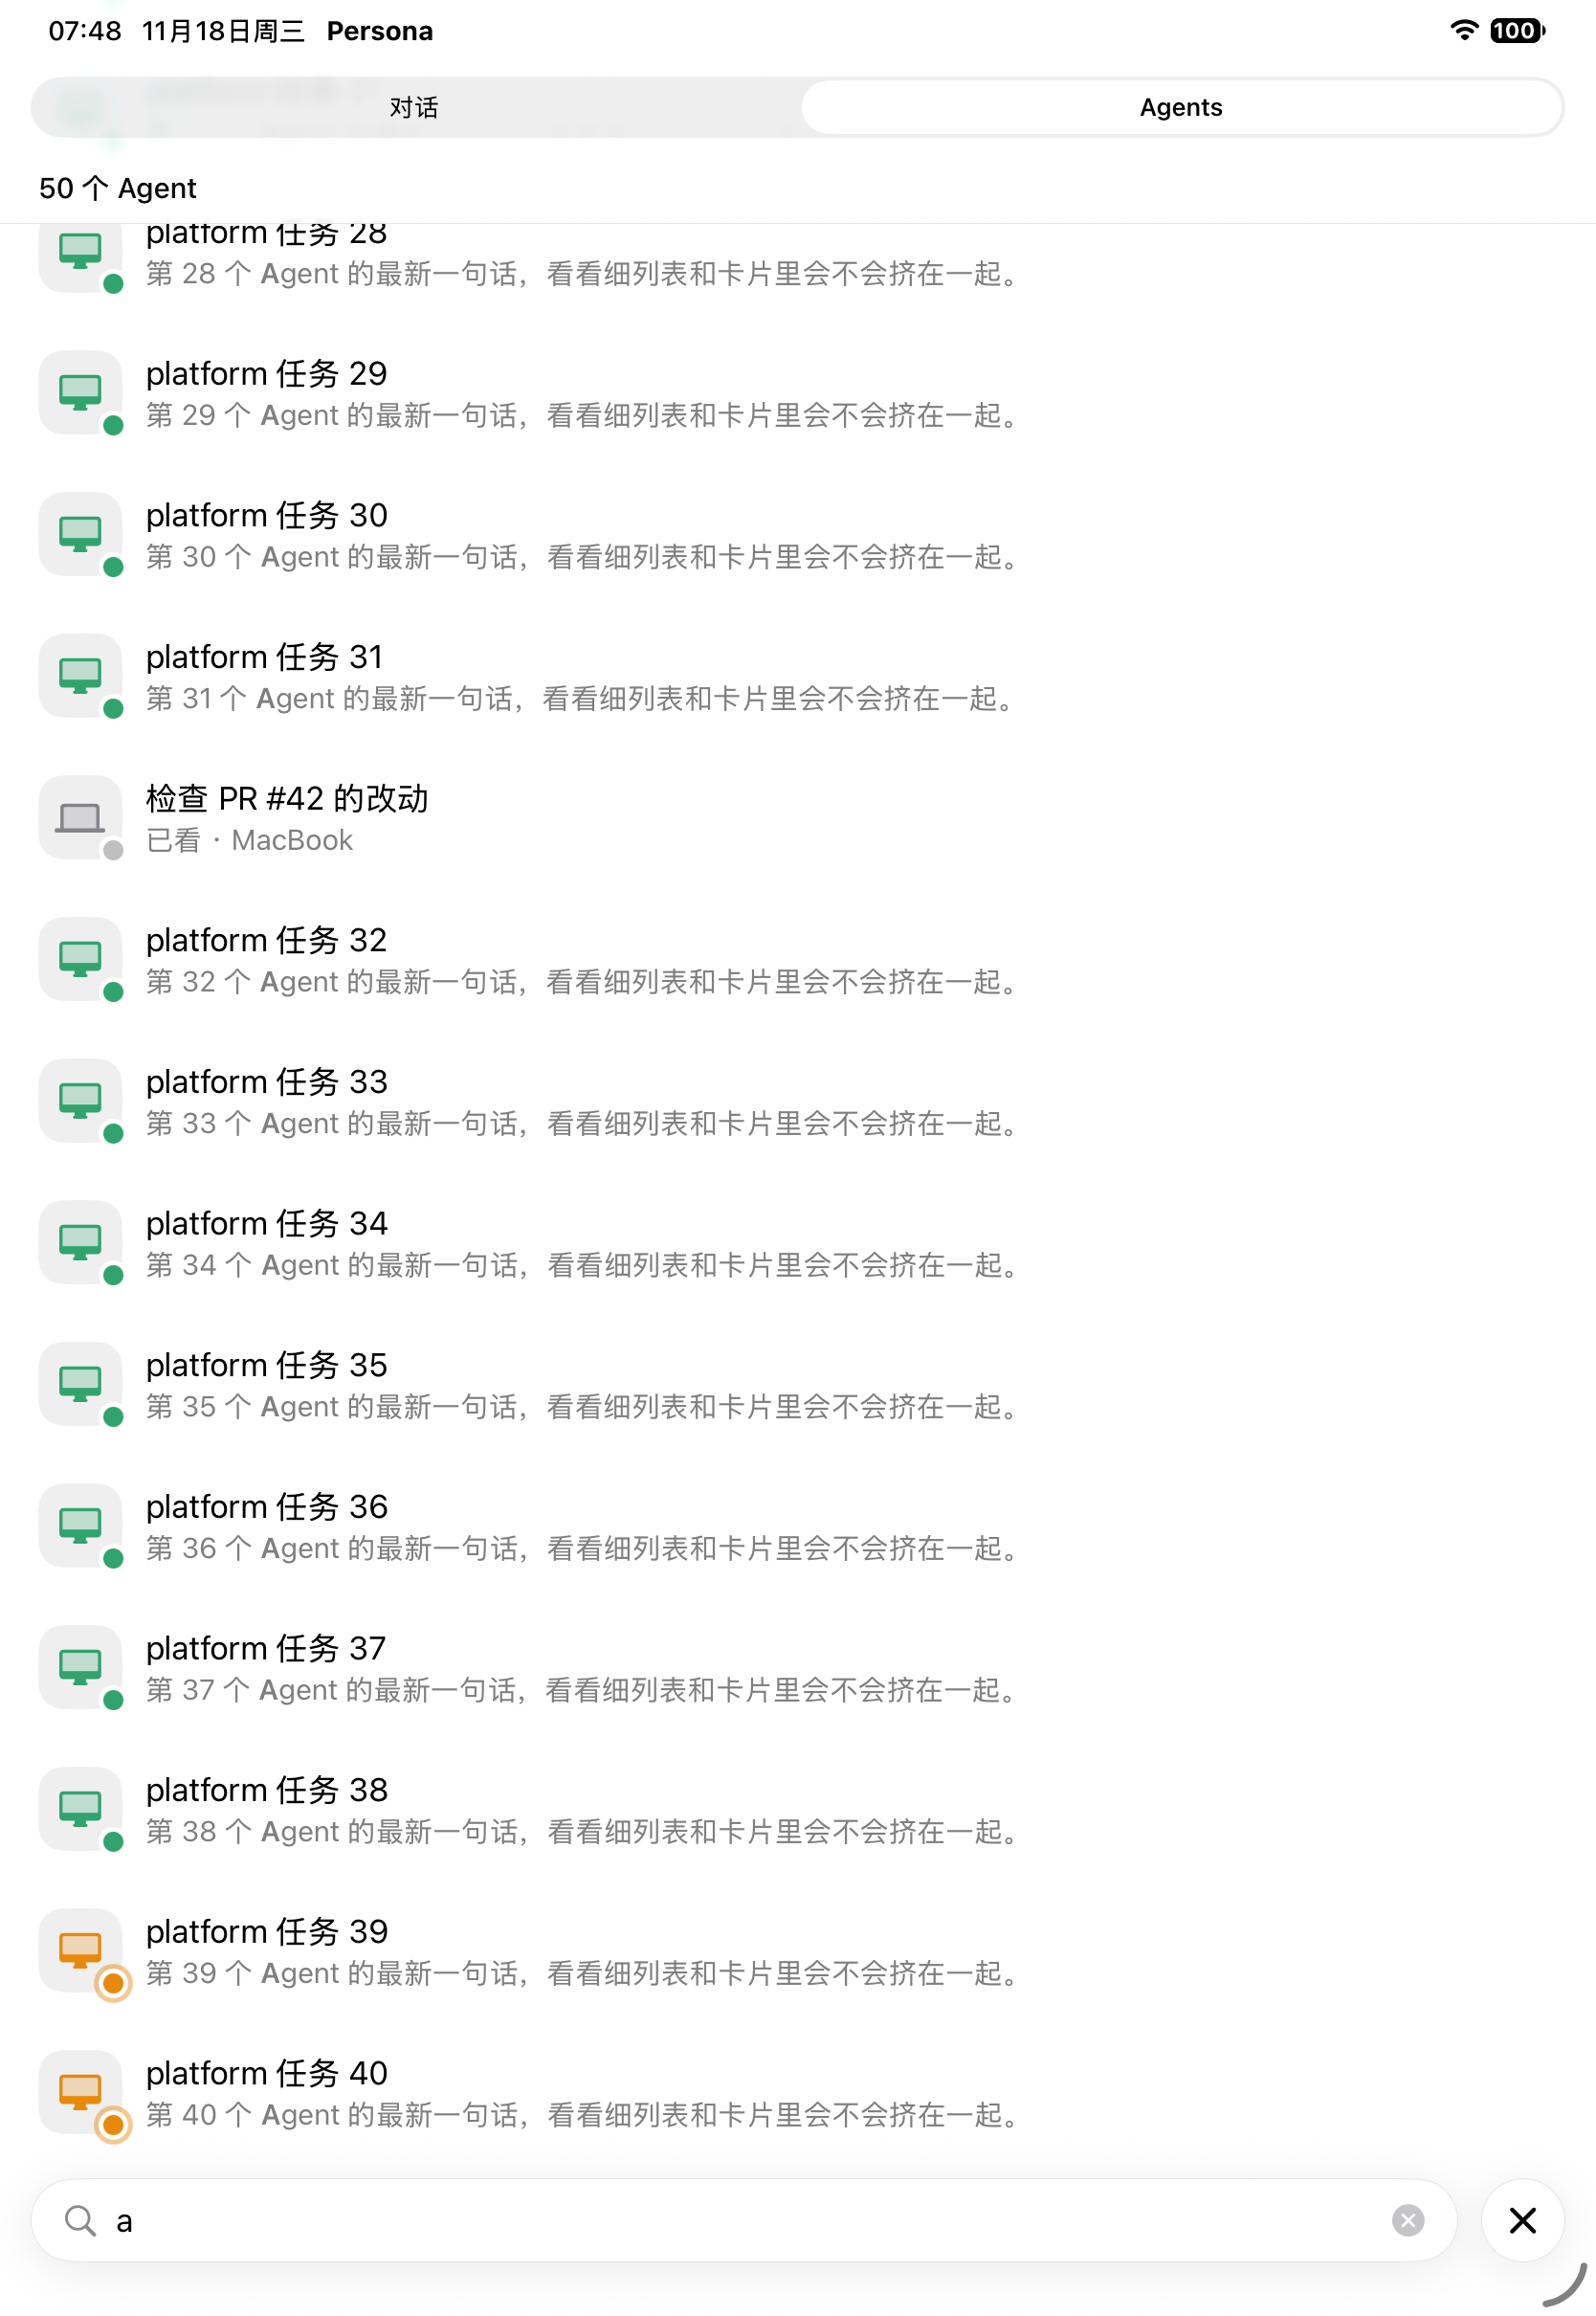 07:48 11月18日周三 Persona 100
对话 Agents
50 个 Agent
platform 任务 28
第 28 个 Agent 的最新一句话，看看细列表和卡片里会不会挤在一起。
platform 任务 29
第 29 个 Agent 的最新一句话，看看细列表和卡片里会不会挤在一起。
platform 任务 30
第 30 个 Agent 的最新一句话，看看细列表和卡片里会不会挤在一起。
platform 任务 31
第 31 个 Agent 的最新一句话，看看细列表和卡片里会不会挤在一起。
检查 PR #42 的改动
已看 · MacBook
platform 任务 32
第 32 个 Agent 的最新一句话，看看细列表和卡片里会不会挤在一起。
platform 任务 33
第 33 个 Agent 的最新一句话，看看细列表和卡片里会不会挤在一起。
platform 任务 34
第 34 个 Agent 的最新一句话，看看细列表和卡片里会不会挤在一起。
platform 任务 35
第 35 个 Agent 的最新一句话，看看细列表和卡片里会不会挤在一起。
platform 任务 36
第 36 个 Agent 的最新一句话，看看细列表和卡片里会不会挤在一起。
platform 任务 37
第 37 个 Agent 的最新一句话，看看细列表和卡片里会不会挤在一起。
platform 任务 38
第 38 个 Agent 的最新一句话，看看细列表和卡片里会不会挤在一起。
platform 任务 39
第 39 个 Agent 的最新一句话，看看细列表和卡片里会不会挤在一起。
platform 任务 40
第 40 个 Agent 的最新一句话，看看细列表和卡片里会不会挤在一起。
a